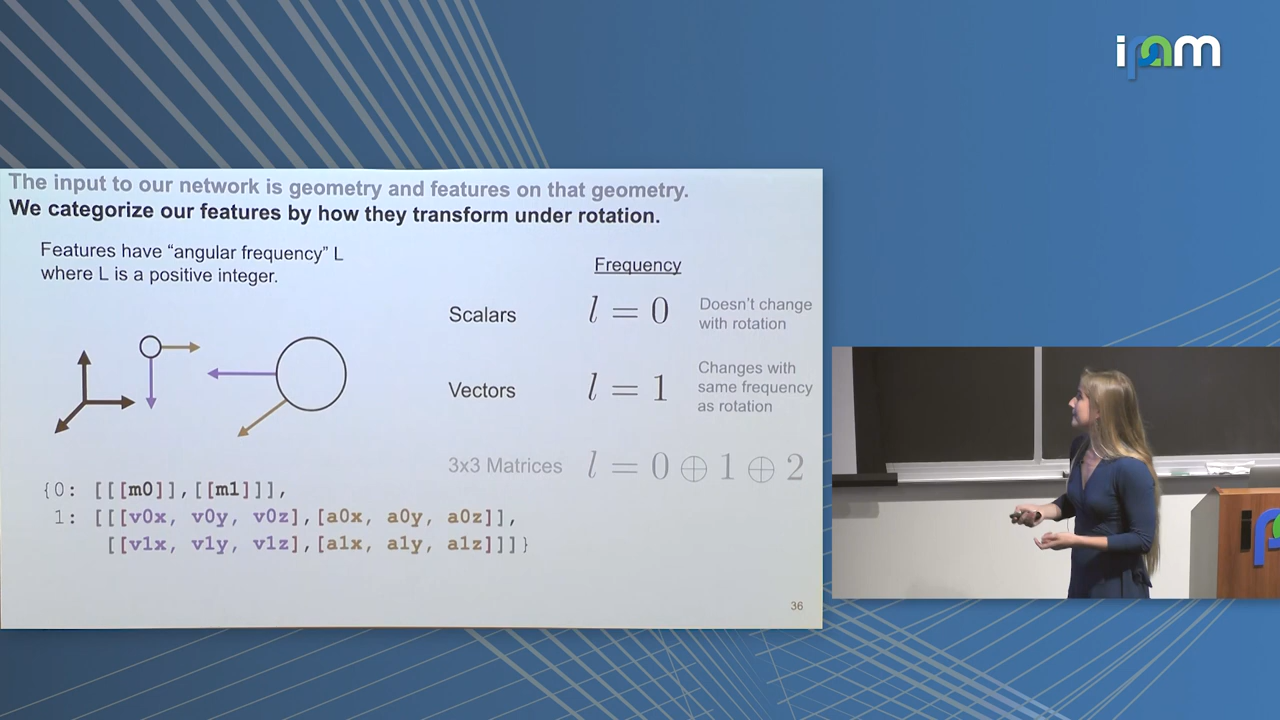 ipam
The input to our network is geometry and features on that geometry.
We categorize our features by how they transform under rotation.
Features have “angular frequency” L
where L is a positive integer.
Frequency
Scalars l = 0 Doesn’t change
with rotation
Vectors l = 1 Changes with
same frequency
as rotation
3x3 Matrices l = 0 ⊕ 1 ⊕ 2
{0: [[[m0]],[[m1]]],
1: [[[v0x, v0y, v0z],[a0x, a0y, a0z]],
[[v1x, v1y, v1z],[a1x, a1y, a1z]]]}
36